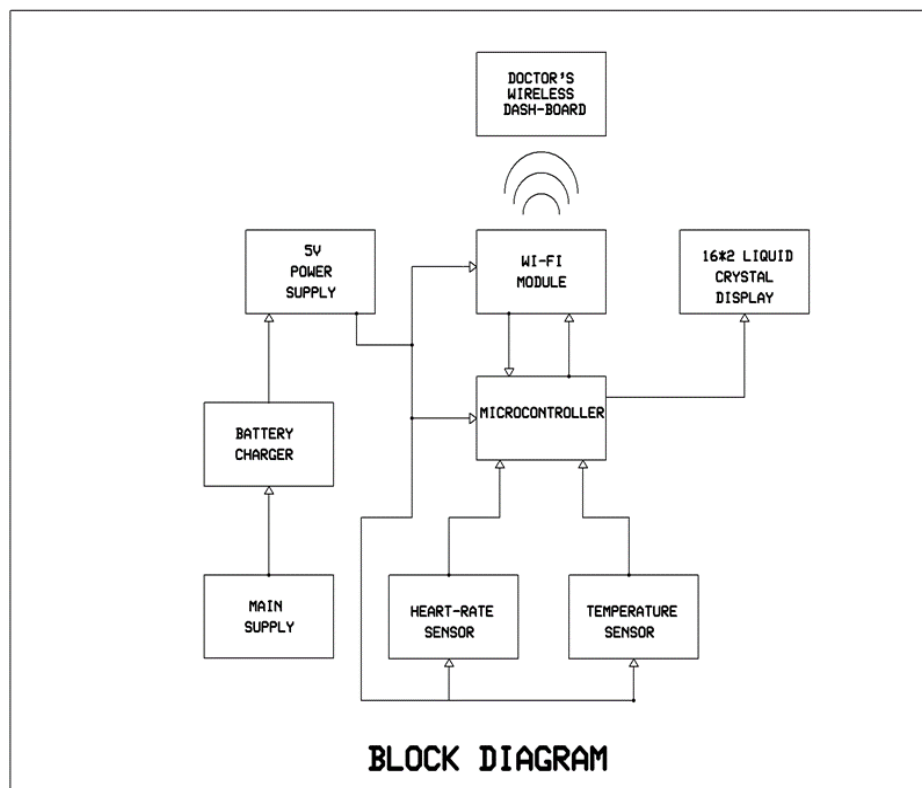 DOCTOR'S
WIRELESS
DASH-BOARD
5V
POWER
SUPPLY
WI-FI
MODULE
16*2 LIQUID
CRYSTAL
DISPLAY
BATTERY
CHARGER
MICROCONTROLLER
MAIN
SUPPLY
HEART-RATE
SENSOR
TEMPERATURE
SENSOR
BLOCK DIAGRAM